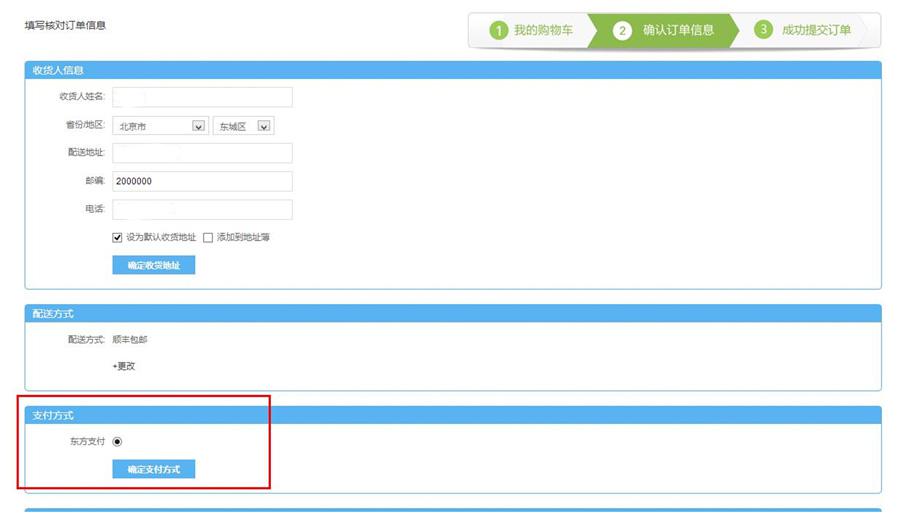 填写核对订单信息
1 我的购物车 2 确认订单信息 3 成功提交订单
收货人信息
收货人姓名:
省份/地区: 北京市 东城区
配送地址:
邮编: 2000000
电话:
设为默认收货地址 添加到地址簿
确定收货地址
配送方式
配送方式: 顺丰包邮
+更改
支付方式
东方支付
确定支付方式